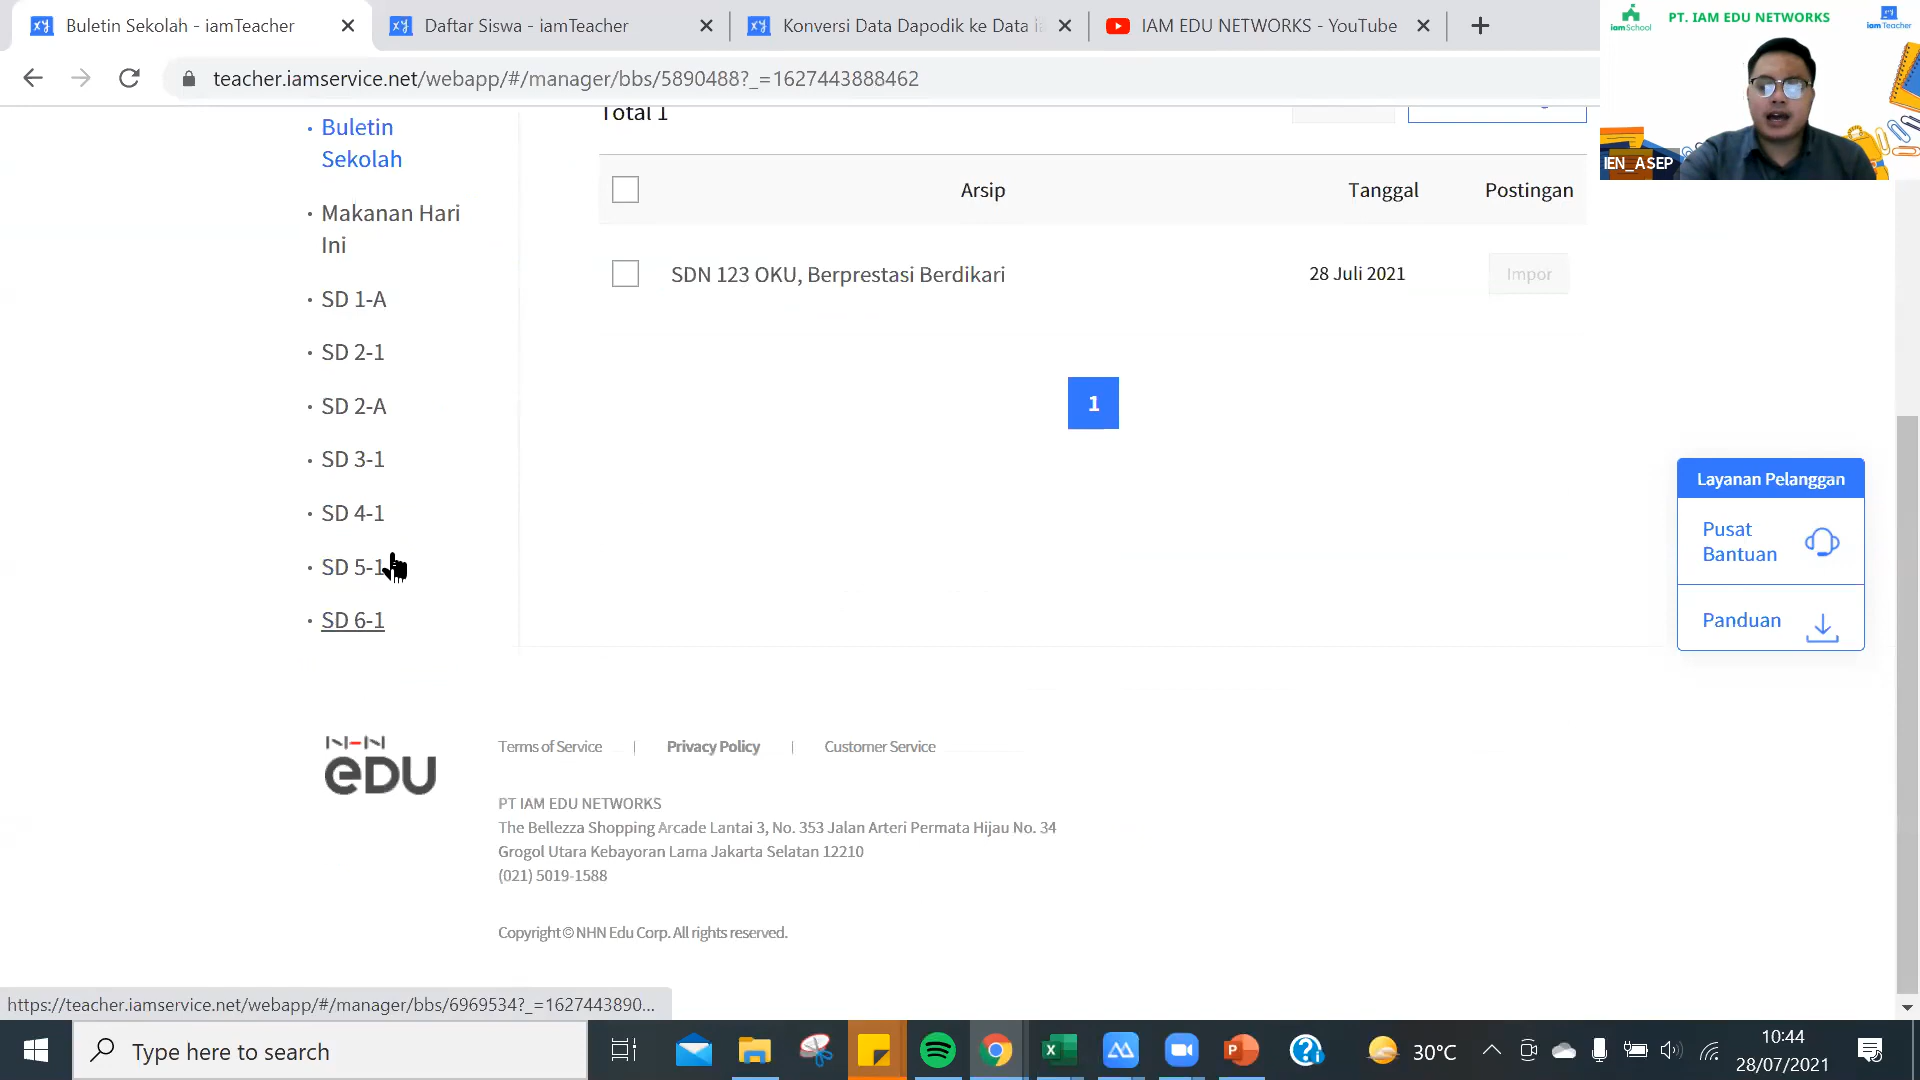 Buletin Sekolah - iamTeacher
Daftar Siswa - iamTeacher
Konversi Data Dapodik ke Data
IAM EDU NETWORKS - YouTube
teacher.iamservice.net/webapp/#/manager/bbs/5890488?_=1627443888462
iamSchool
PT. IAM EDU NETWORKS
iamTeacher
IEN_ASEP
Buletin
Sekolah
Makanan Hari
Ini
SD 1-A
SD 2-1
SD 2-A
SD 3-1
SD 4-1
SD 5-1
SD 6-1
Total 1
Arsip
Tanggal
Postingan
SDN 123 OKU, Berprestasi Berdikari
28 Juli 2021
Impor
1
Layanan Pelanggan
Pusat
Bantuan
Panduan
NHN
eDU
Terms of Service | Privacy Policy | Customer Service
PT IAM EDU NETWORKS
The Bellezza Shopping Arcade Lantai 3, No. 353 Jalan Arteri Permata Hijau No. 34
Grogol Utara Kebayoran Lama Jakarta Selatan 12210
(021) 5019-1588
Copyright © NHN Edu Corp. All rights reserved.
https://teacher.iamservice.net/webapp/#/manager/bbs/6969534?_=1627443890...
Type here to search
30°C
10:44
28/07/2021